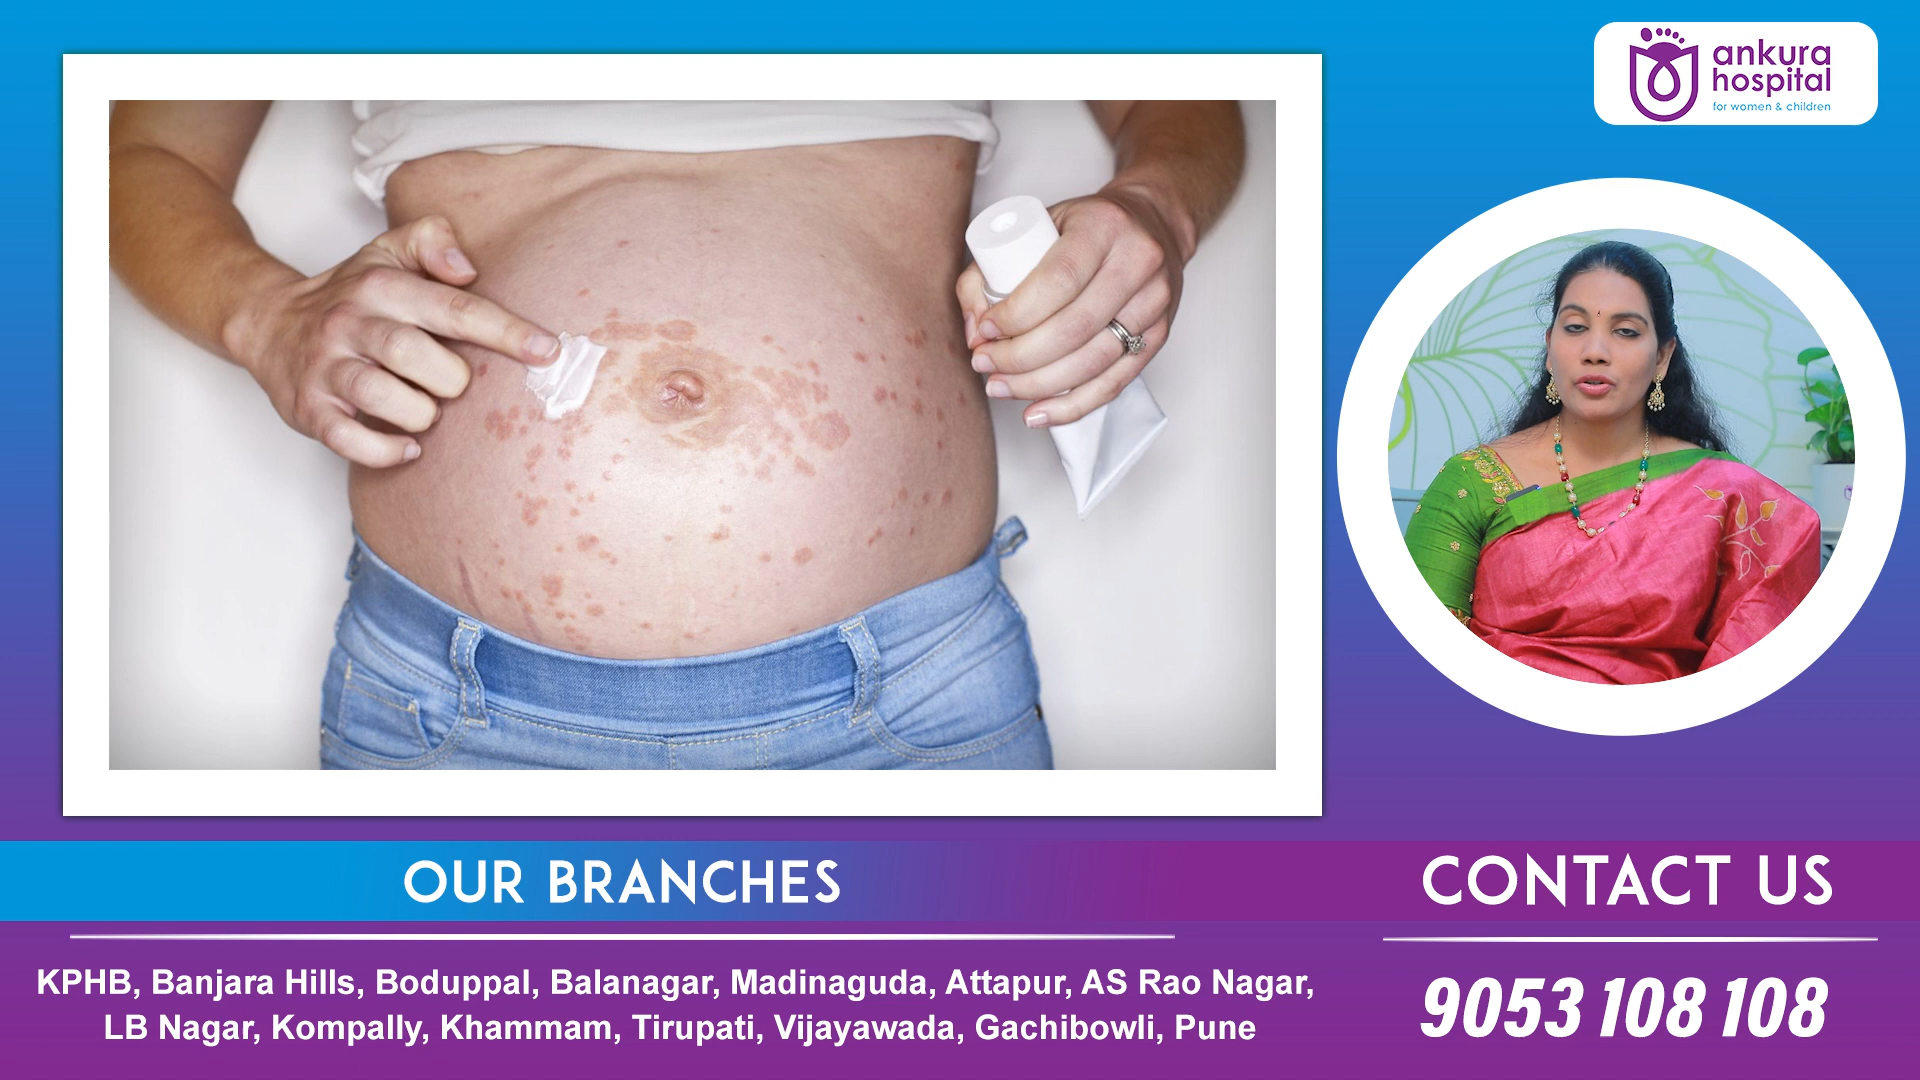 ankura
hospital
for women & children
OUR BRANCHES
KPHB, Banjara Hills, Boduppal, Balanagar, Madinaguda, Attapur, AS Rao Nagar,
LB Nagar, Kompally, Khammam, Tirupati, Vijayawada, Gachibowli, Pune
CONTACT US
9053 108 108